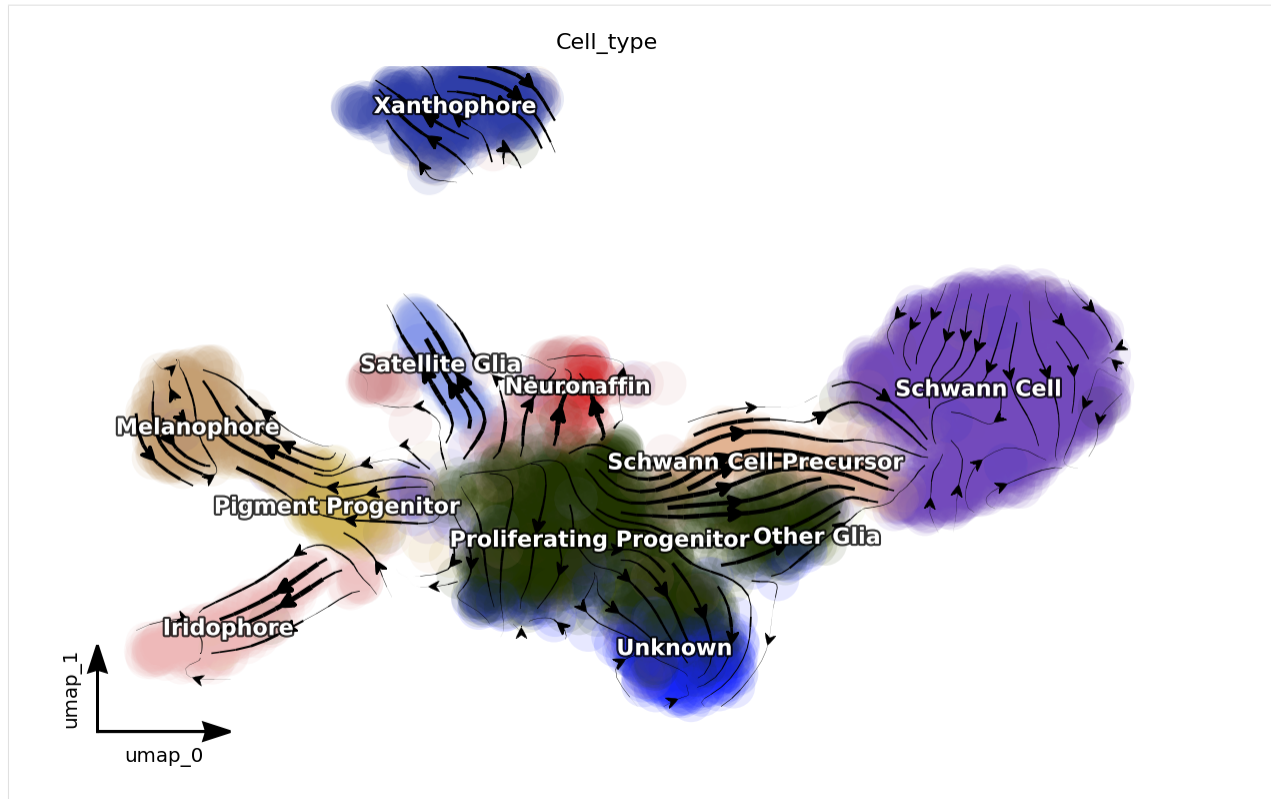 Cell_type
Xanthophore
Satellite Glia
Neuronaffin
Schwann Cell
Melanophore
Schwann Cell Precursor
Pigment Progenitor
Proliferating Progenitor
Other Glia
Iridophore
Unknown
umap_1
umap_0